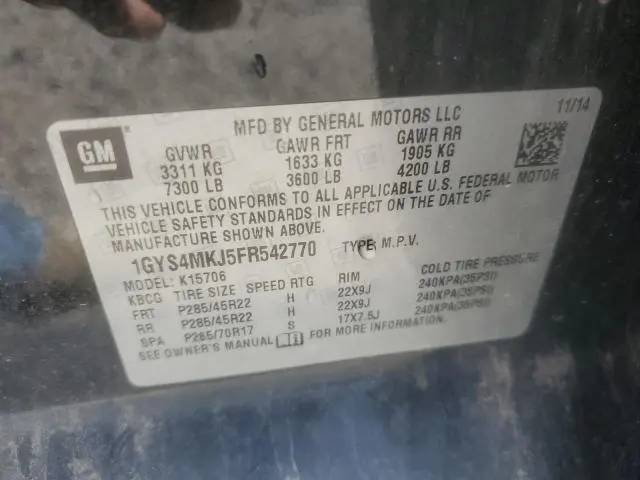 MFD BY GENERAL MOTORS LLC
11/14
GM
GVWR GAWR FRT GAWR RR
3311 KG 1633 KG 1905 KG
7300 LB 3600 LB 4200 LB
THIS VEHICLE CONFORMS TO ALL APPLICABLE U.S. FEDERAL MOTOR
VEHICLE SAFETY STANDARDS IN EFFECT ON THE DATE OF
MANUFACTURE SHOWN ABOVE.
1GYS4MKJ5FR542770 TYPE: M.P.V.
MODEL: K15706
KBCG TIRE SIZE SPEED RTG RIM COLD TIRE PRESSURE
FRT P285/45R22 H 22X9J 240KPA(35PSI)
RR P285/45R22 H 22X9J 240KPA(35PSI)
SPA P265/70R17 S 17X7.5J 240KPA(35PSI)
SEE OWNER'S MANUAL FOR MORE INFORMATION.